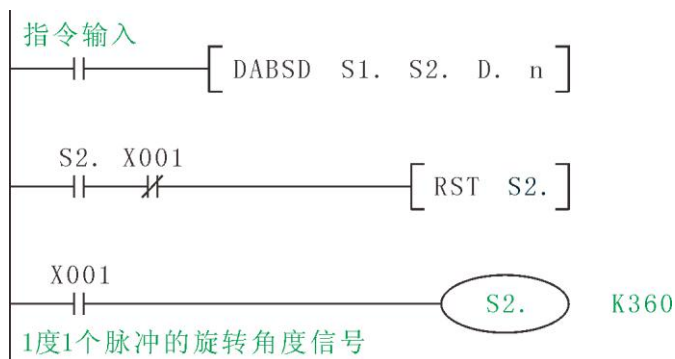 指令输入
DABSD S1. S2. D. n
S2. X001
RST S2.
X001
S2. K360
1度1个脉冲的旋转角度信号